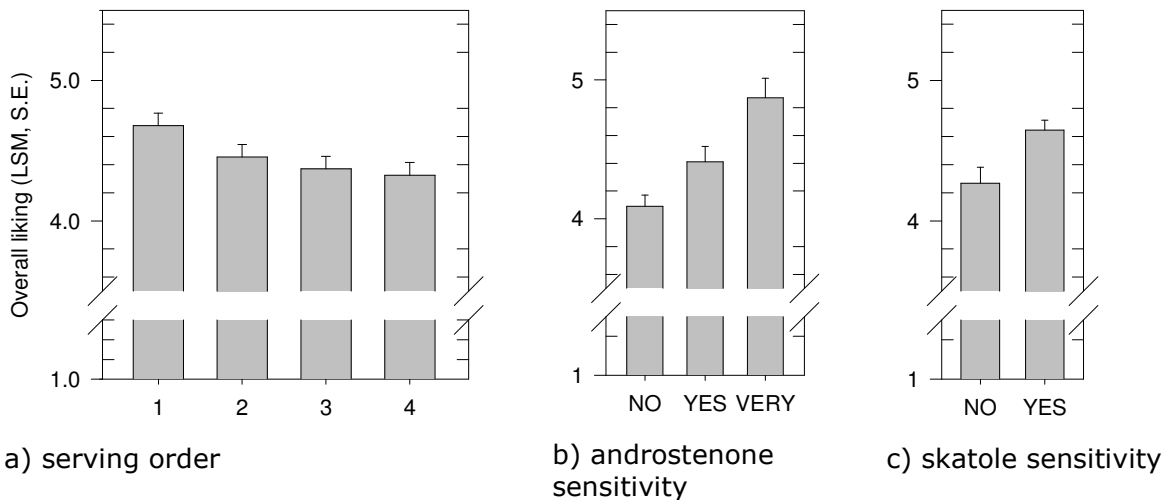 Overall liking (LSM, S.E.)
5.0
4.0
1.0
1 2 3 4
a) serving order
5
4
1
NO YES VERY
b) androstenone
sensitivity
5
4
1
NO YES
c) skatole sensitivity